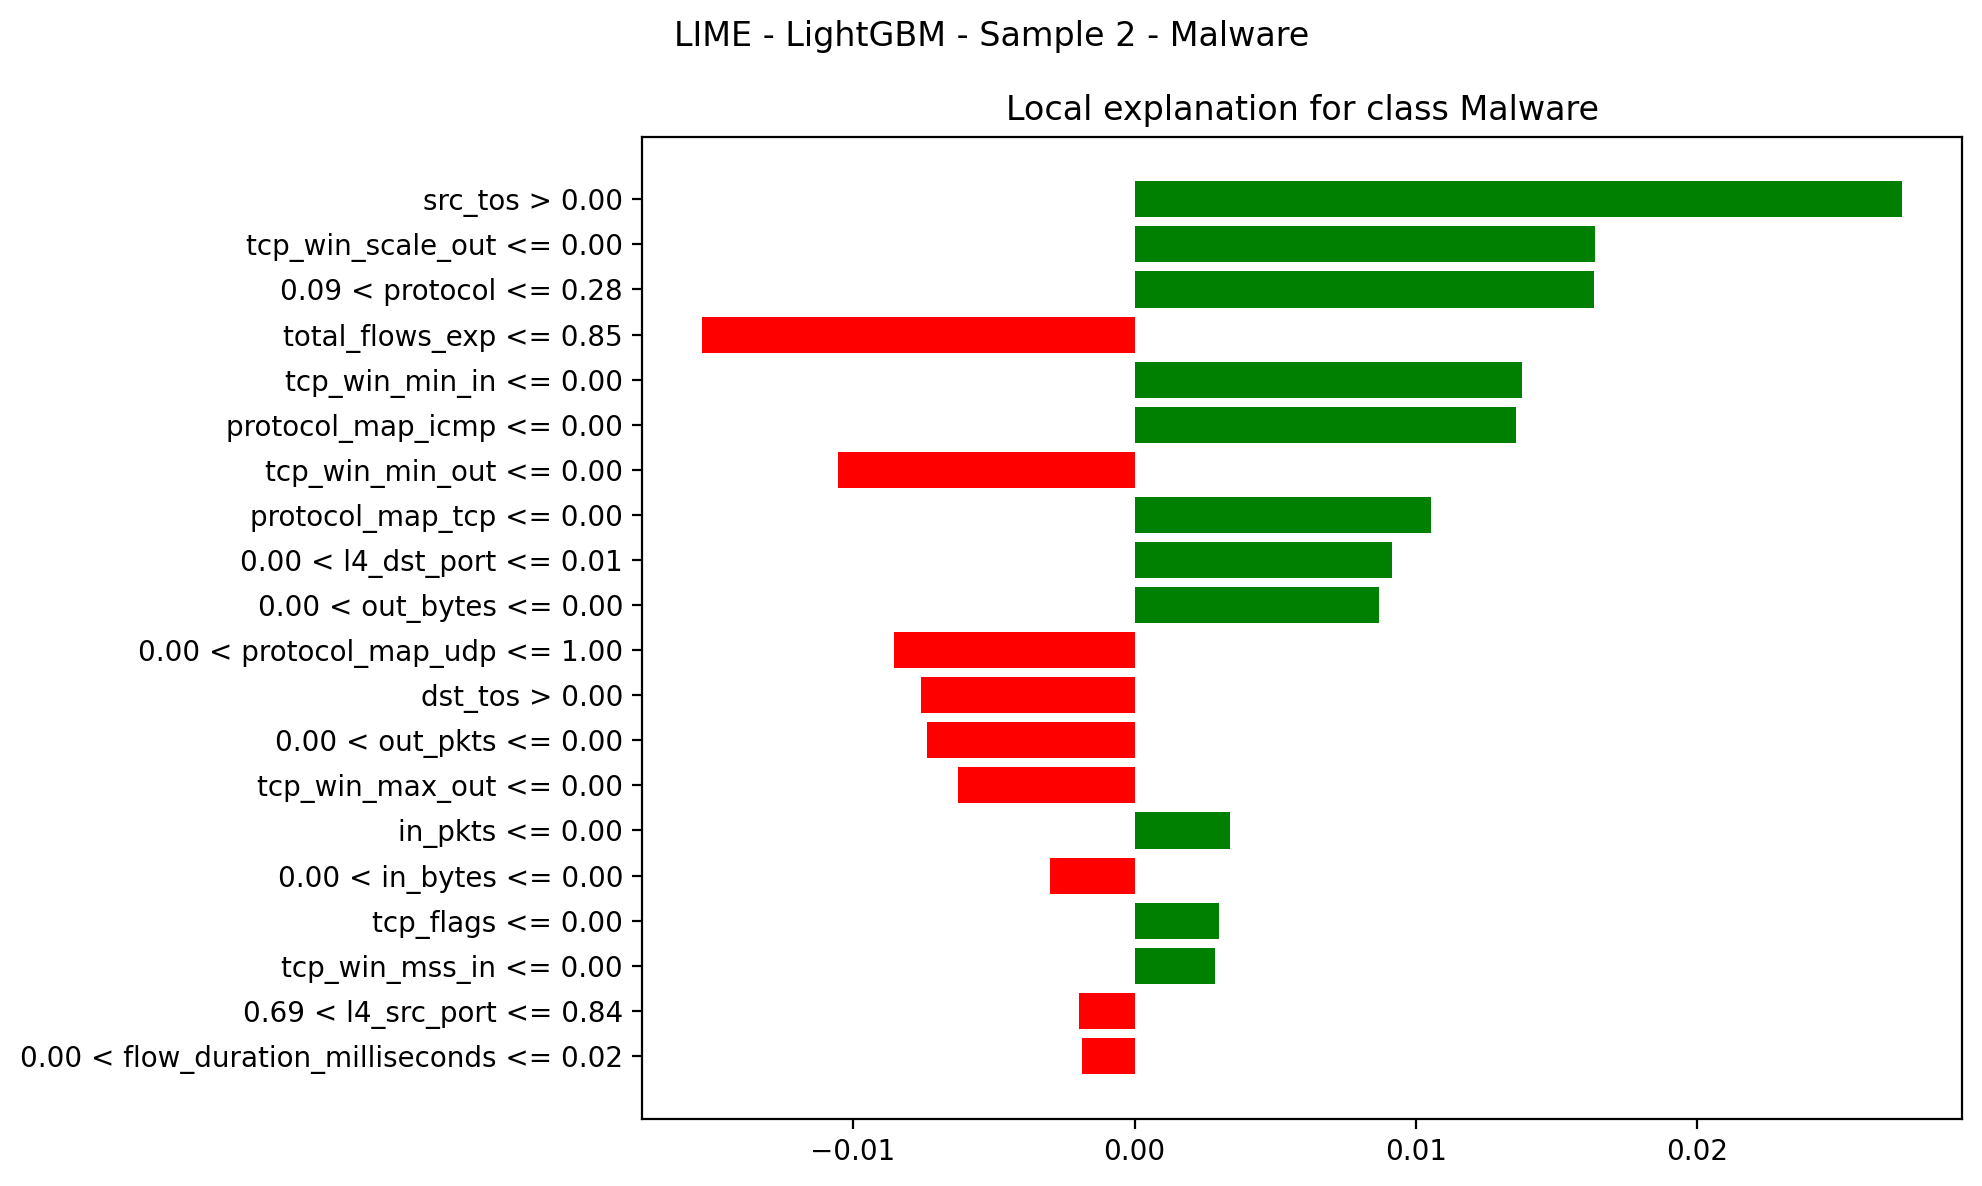 LIME - LightGBM - Sample 2 - Malware
Local explanation for class Malware
src_tos > 0.00
tcp_win_scale_out <= 0.00
0.09 < protocol <= 0.28
total_flows_exp <= 0.85
tcp_win_min_in <= 0.00
protocol_map_icmp <= 0.00
tcp_win_min_out <= 0.00
protocol_map_tcp <= 0.00
0.00 < l4_dst_port <= 0.01
0.00 < out_bytes <= 0.00
0.00 < protocol_map_udp <= 1.00
dst_tos > 0.00
0.00 < out_pkts <= 0.00
tcp_win_max_out <= 0.00
in_pkts <= 0.00
0.00 < in_bytes <= 0.00
tcp_flags <= 0.00
tcp_win_mss_in <= 0.00
0.69 < l4_src_port <= 0.84
0.00 < flow_duration_milliseconds <= 0.02
−0.01 0.00 0.01 0.02